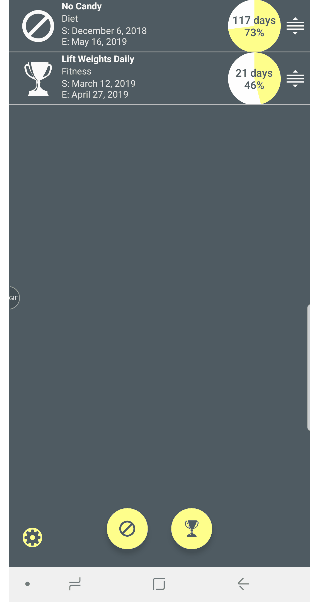 No Candy
Diet
S: December 6, 2018
E: May 16, 2019
117 days
73%
Lift Weights Daily
Fitness
S: March 12, 2019
E: April 27, 2019
21 days
46%
GIF